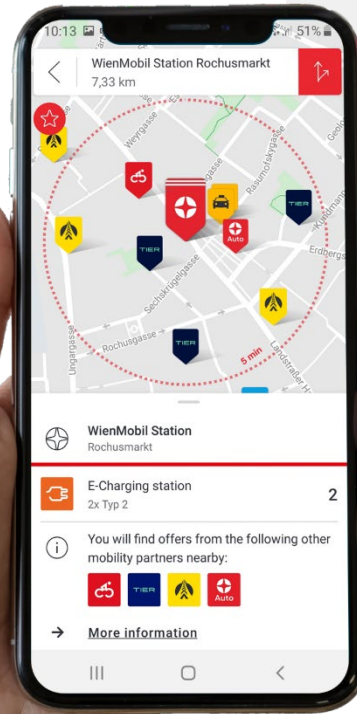 10:13
51%
WienMobil Station Rochusmarkt
7,33 km
Weyrgasse
Rasumofskygasse
TIER
Auto
Erdbergs
TIER
Sechskrügelgasse
Ungargasse
Rochusgasse
TIER
5 min
Landstraßer H
WienMobil Station
Rochusmarkt
E-Charging station
2x Typ 2
2
You will find offers from the following other
mobility partners nearby:
TIER
Auto
More information